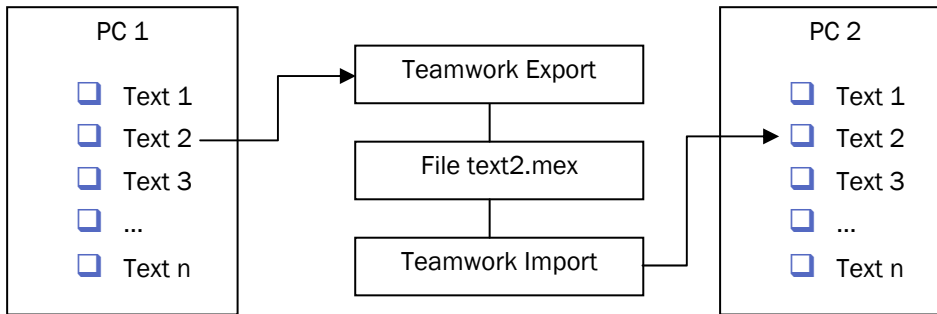 PC 1
Text 1
Text 2
Text 3
...
Text n
Teamwork Export
File text2.mex
Teamwork Import
PC 2
Text 1
Text 2
Text 3
...
Text n